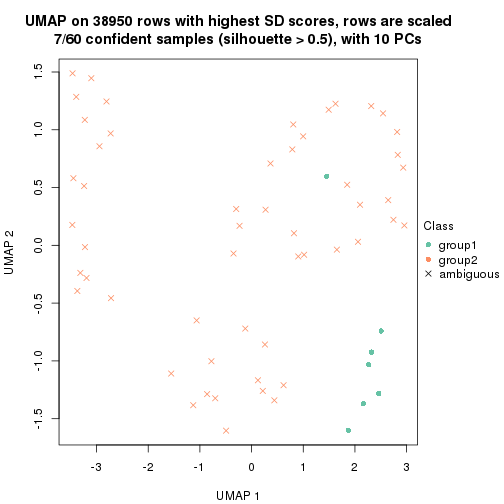 UMAP on 38950 rows with highest SD scores, rows are scaled
7/60 confident samples (silhouette > 0.5), with 10 PCs
1.5
1.0
0.5
0.0
-0.5
-1.0
-1.5
UMAP 2
-3
-2
-1
0
1
2
3
UMAP 1
Class
group1
group2
ambiguous